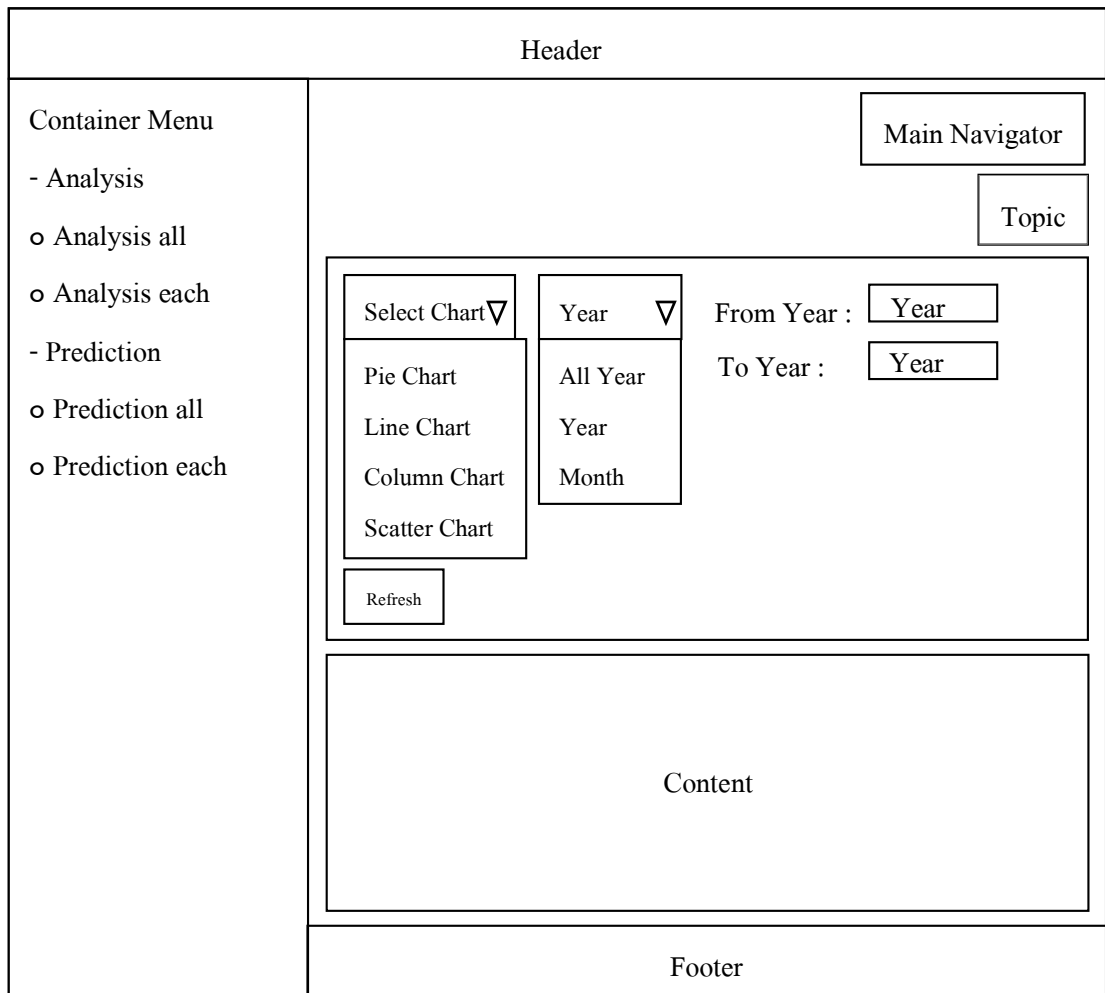 Header
Container Menu
- Analysis
o Analysis all
o Analysis each
- Prediction
o Prediction all
o Prediction each
Main Navigator
Topic
Select Chart
Pie Chart
Line Chart
Column Chart
Scatter Chart
Year
All Year
Year
Month
From Year : Year
To Year : Year
Refresh
Content
Footer